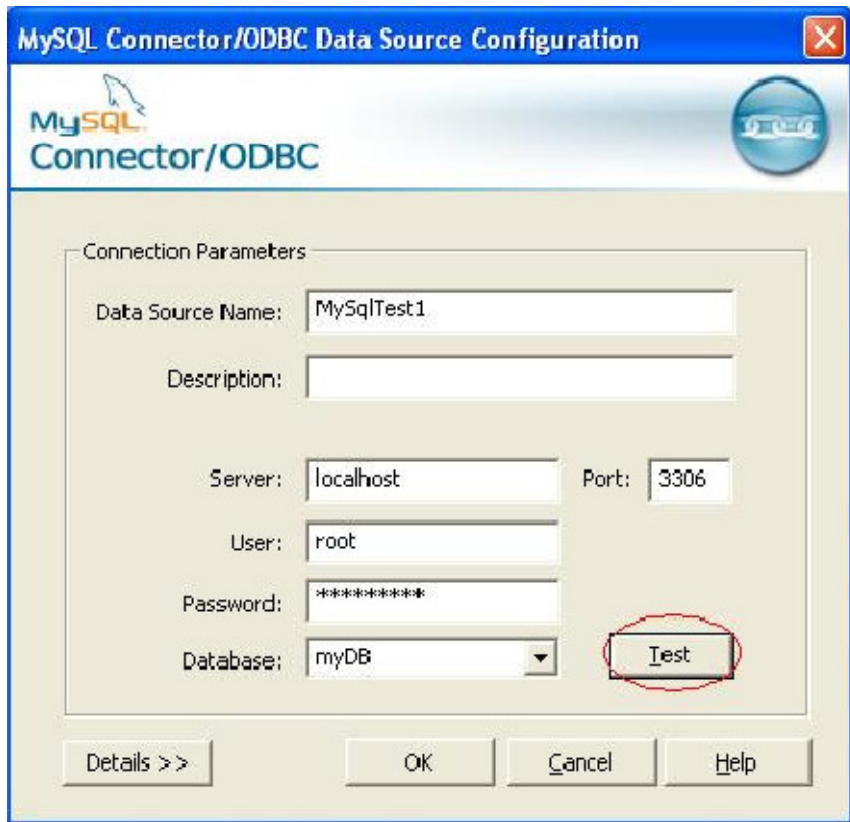 MySQL Connector/ODBC Data Source Configuration
MySQL
Connector/ODBC
Connection Parameters
Data Source Name: MySqlTest1
Description:
Server: localhost Port: 3306
User: root
Password: *********
Database: myDB Test
Details >> OK Cancel Help